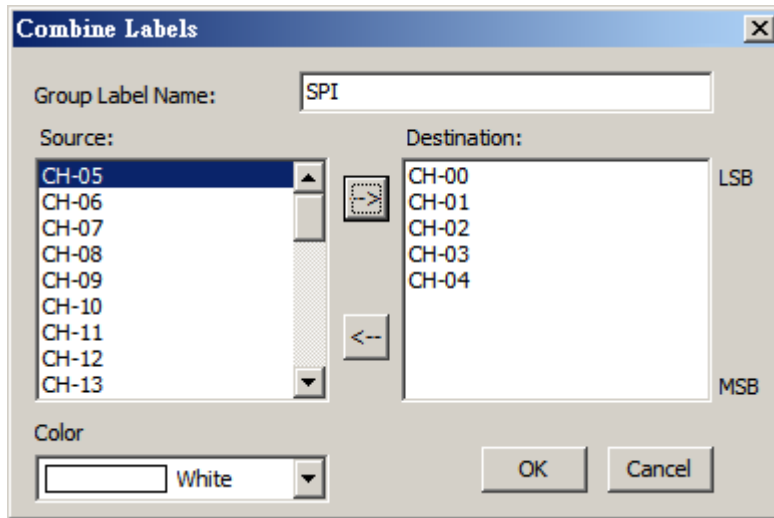 Combine Labels
Group Label Name: SPI
Source: Destination:
CH-05 --> CH-00 LSB
CH-06 CH-01
CH-07 CH-02
CH-08 CH-03
CH-09 CH-04
CH-10
CH-11
<--
CH-12
CH-13 MSB
Color
White OK Cancel